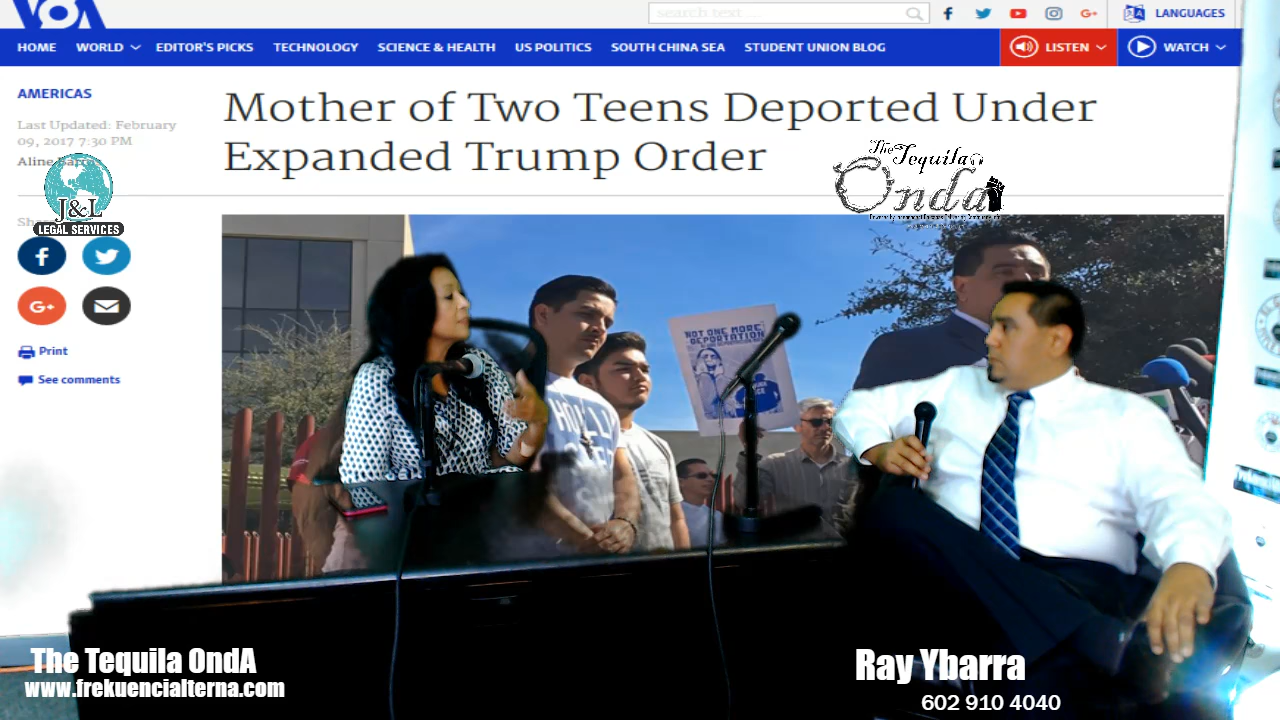 VOA
search text ...
LANGUAGES
HOME WORLD EDITOR'S PICKS TECHNOLOGY SCIENCE & HEALTH US POLITICS SOUTH CHINA SEA STUDENT UNION BLOG LISTEN WATCH
AMERICAS
Last Updated: February
09, 2017 7:30 PM
Aline
Mother of Two Teens Deported Under
Expanded Trump Order
The Tequila
Onda
J&L
LEGAL SERVICES
G+
Print
See comments
NOT ONE MORE
DEPORTATION
The Tequila OndA
www.frekuencialterna.com
Ray Ybarra
602 910 4040